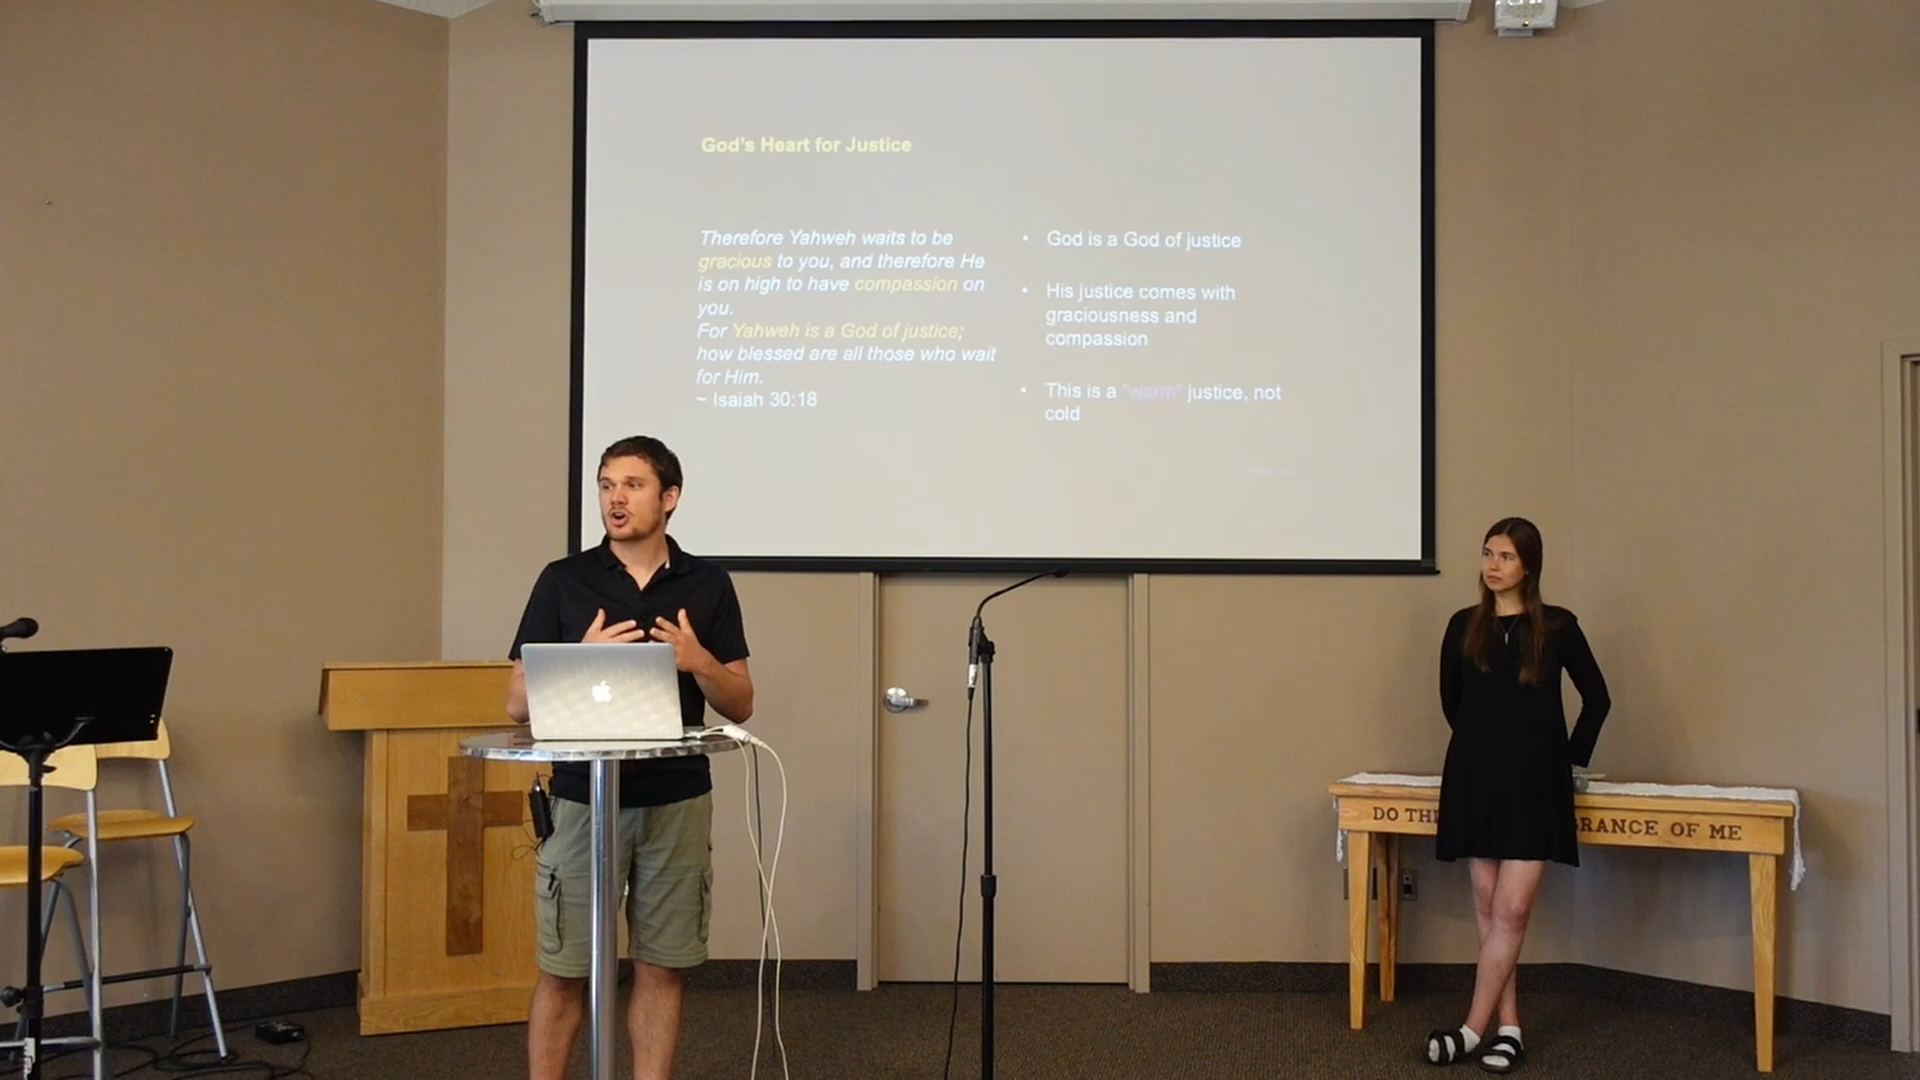 God's Heart for Justice
Therefore Yahweh waits to be
gracious to you, and therefore He
is on high to have compassion on
you.
For Yahweh is a God of justice;
how blessed are all those who wait
for Him.
~ Isaiah 30:18
• God is a God of justice
• His justice comes with
graciousness and
compassion
• This is a "warm" justice, not
cold
DO THI RANCE OF ME